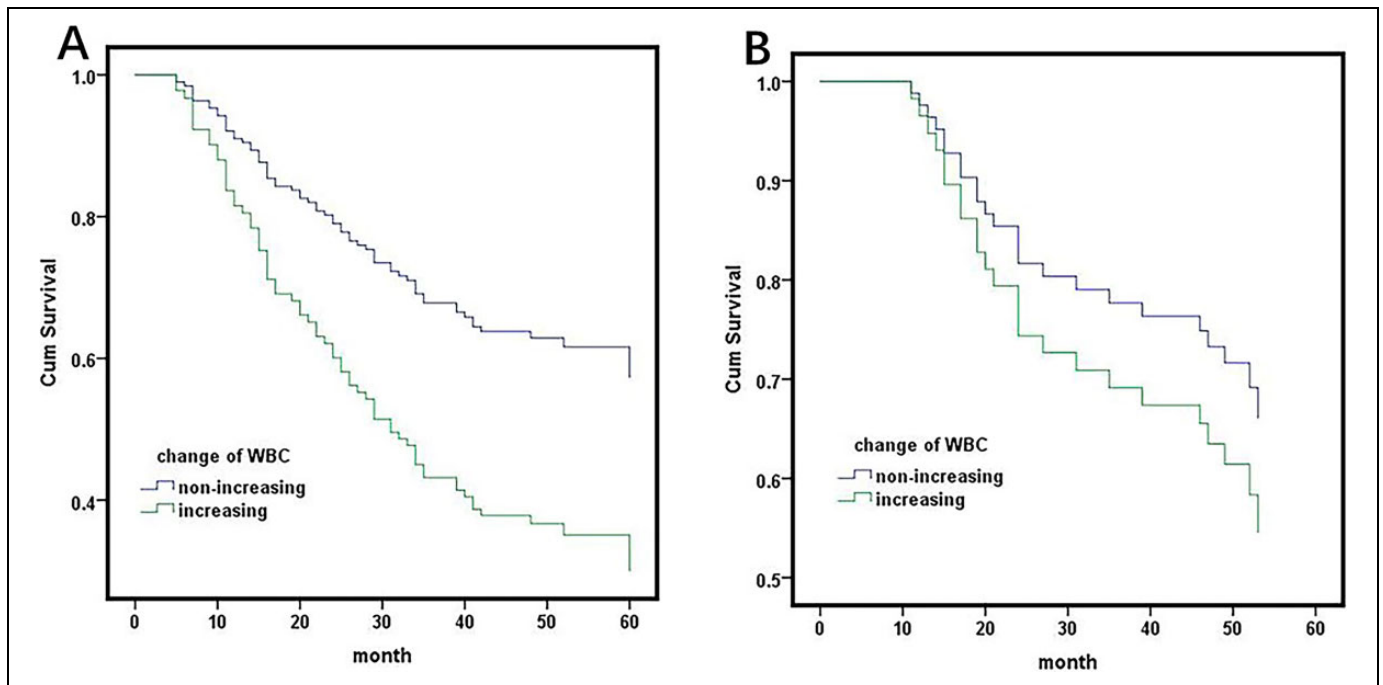 A
1.0
0.8
0.6
0.4
Cum Survival
change of WBC
non-increasing
increasing
0 10 20 30 40 50 60
month
B
1.0
0.9
0.8
0.7
0.6
0.5
Cum Survival
change of WBC
non-increasing
increasing
0 10 20 30 40 50 60
month